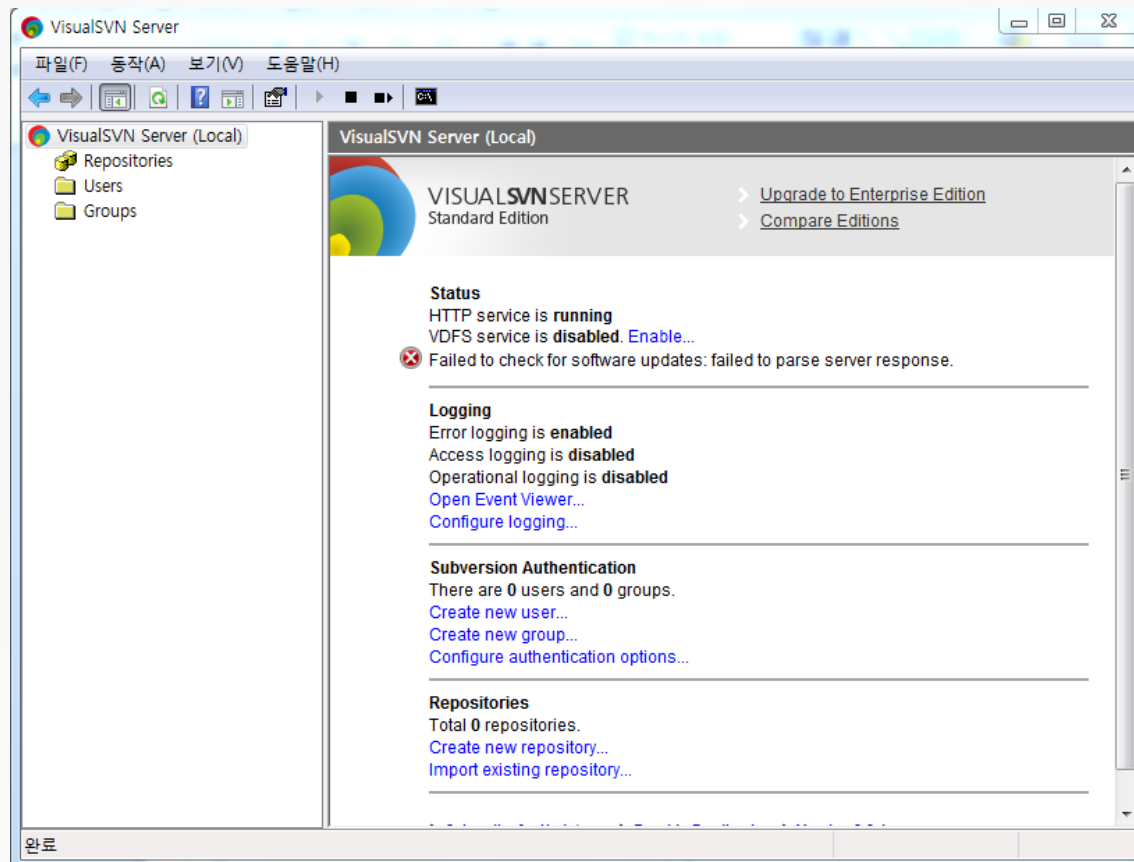 VisualSVN Server
파일(F) 동작(A) 보기(V) 도움말(H)
C:\
VisualSVN Server (Local)
Repositories
Users
Groups
VisualSVN Server (Local)
VISUALSVNSERVER
Standard Edition
Upgrade to Enterprise Edition
Compare Editions
Status
HTTP service is running
VDFS service is disabled. Enable...
Failed to check for software updates: failed to parse server response.
Logging
Error logging is enabled
Access logging is disabled
Operational logging is disabled
Open Event Viewer...
Configure logging...
Subversion Authentication
There are 0 users and 0 groups.
Create new user...
Create new group...
Configure authentication options...
Repositories
Total 0 repositories.
Create new repository...
Import existing repository...
완료